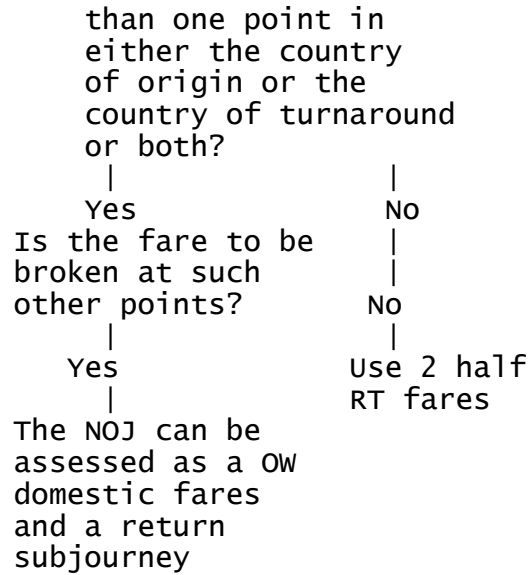 than one point in
either the country
of origin or the
country of turnaround
or both?
|                    |
Yes                 No
Is the fare to be    |
broken at such       |
other points?       No
|                    |
Yes              Use 2 half
|                RT fares
The NOJ can be
assessed as a OW
domestic fares
and a return
subjourney